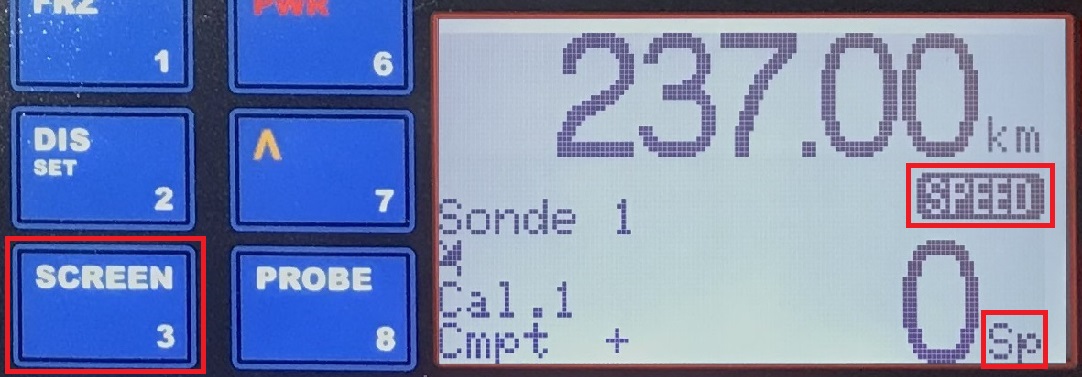 FRZ
1
PWR
6
DIS
SET
2
Λ
7
SCREEN
3
PROBE
8
237.00 km
SPEED
Sonde 1
Cal.1
Cmpt +
0 Sp